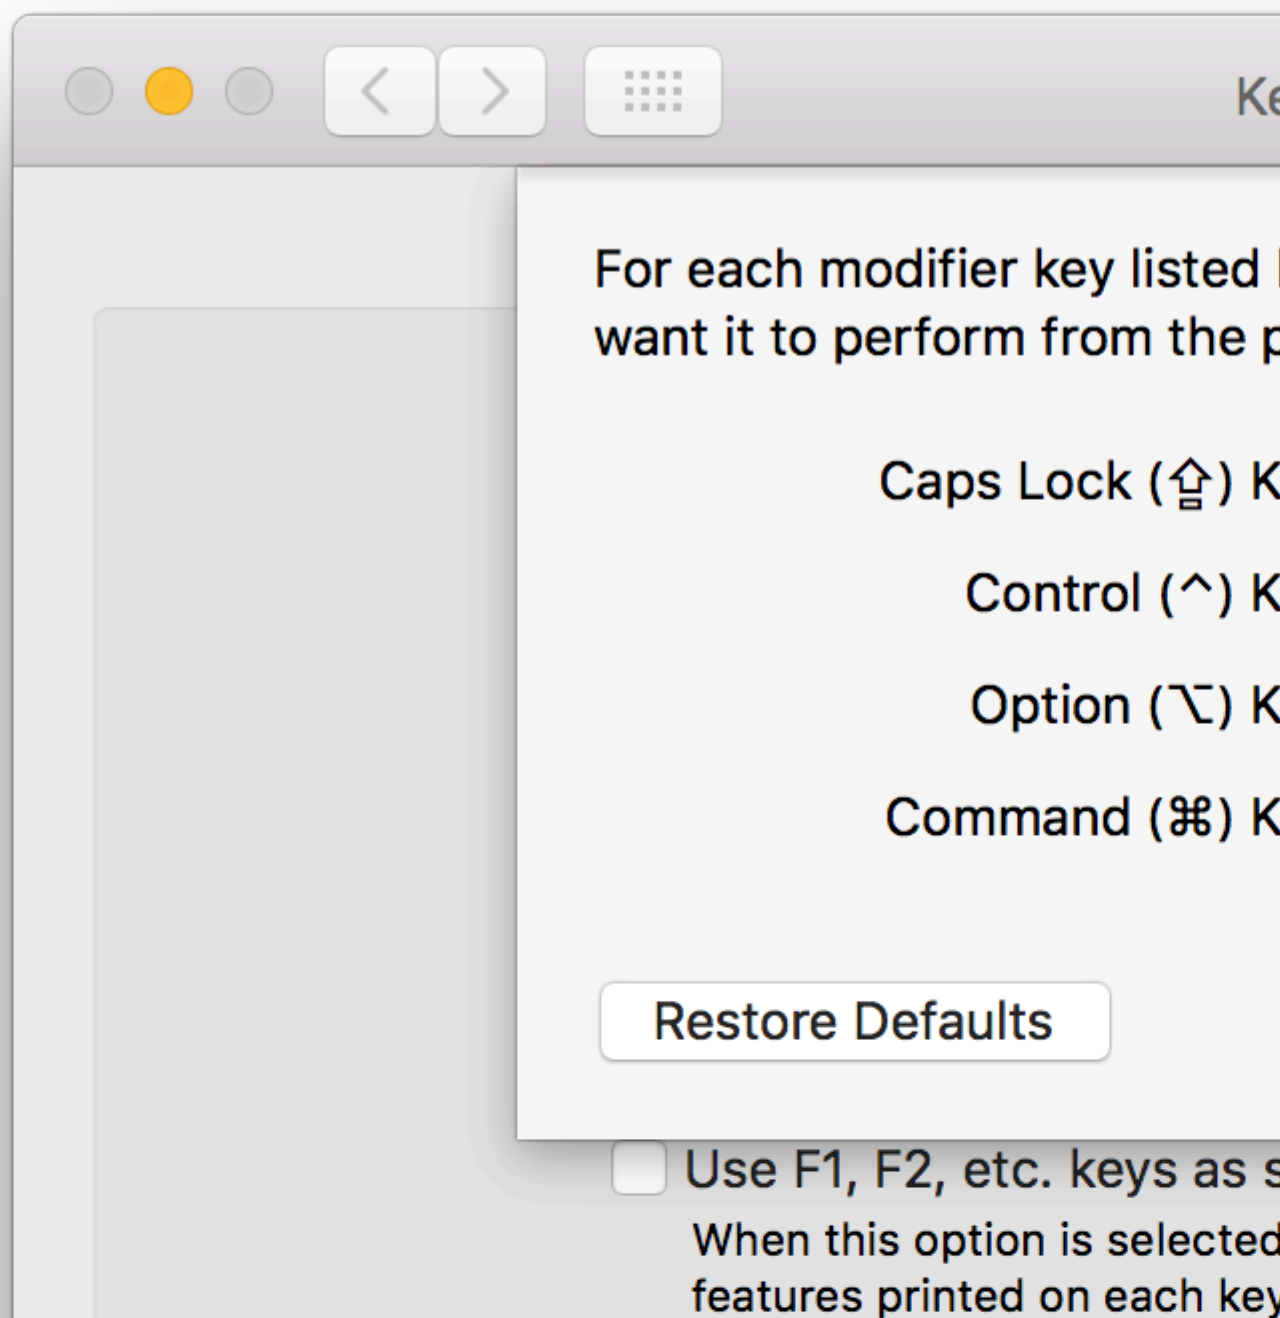 Ke
For each modifier key listed
want it to perform from the p
Caps Lock (⇪) K
Control (^) K
Option (⌥) K
Command (⌘) K
Restore Defaults
Use F1, F2, etc. keys as s
When this option is selected
features printed on each key